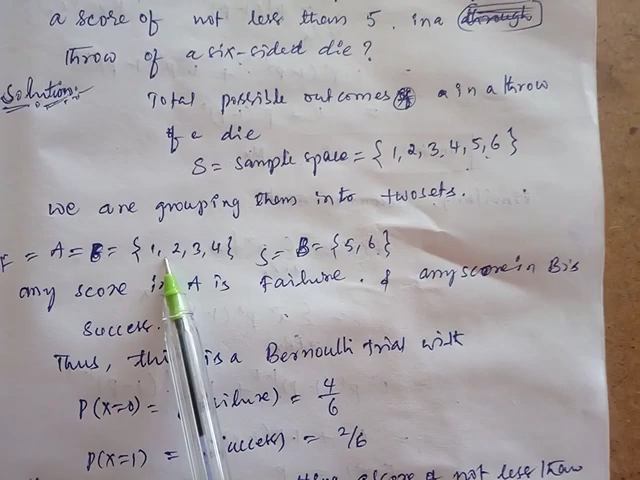 a score of not less than 5 in a
throw of a six-sided die?
Solution:
Total possible outcomes a in a throw
of a die
S = sample space = {1, 2, 3, 4, 5, 6}
we are grouping them into two sets.
F = A = {1, 2, 3, 4} S = B = {5, 6}
any score in A is failure. & any score in B is
success.
Thus, this is a Bernoulli trial with
P(X=0) = = 4/6
P(X=1) = = 2/6
a score of not less than